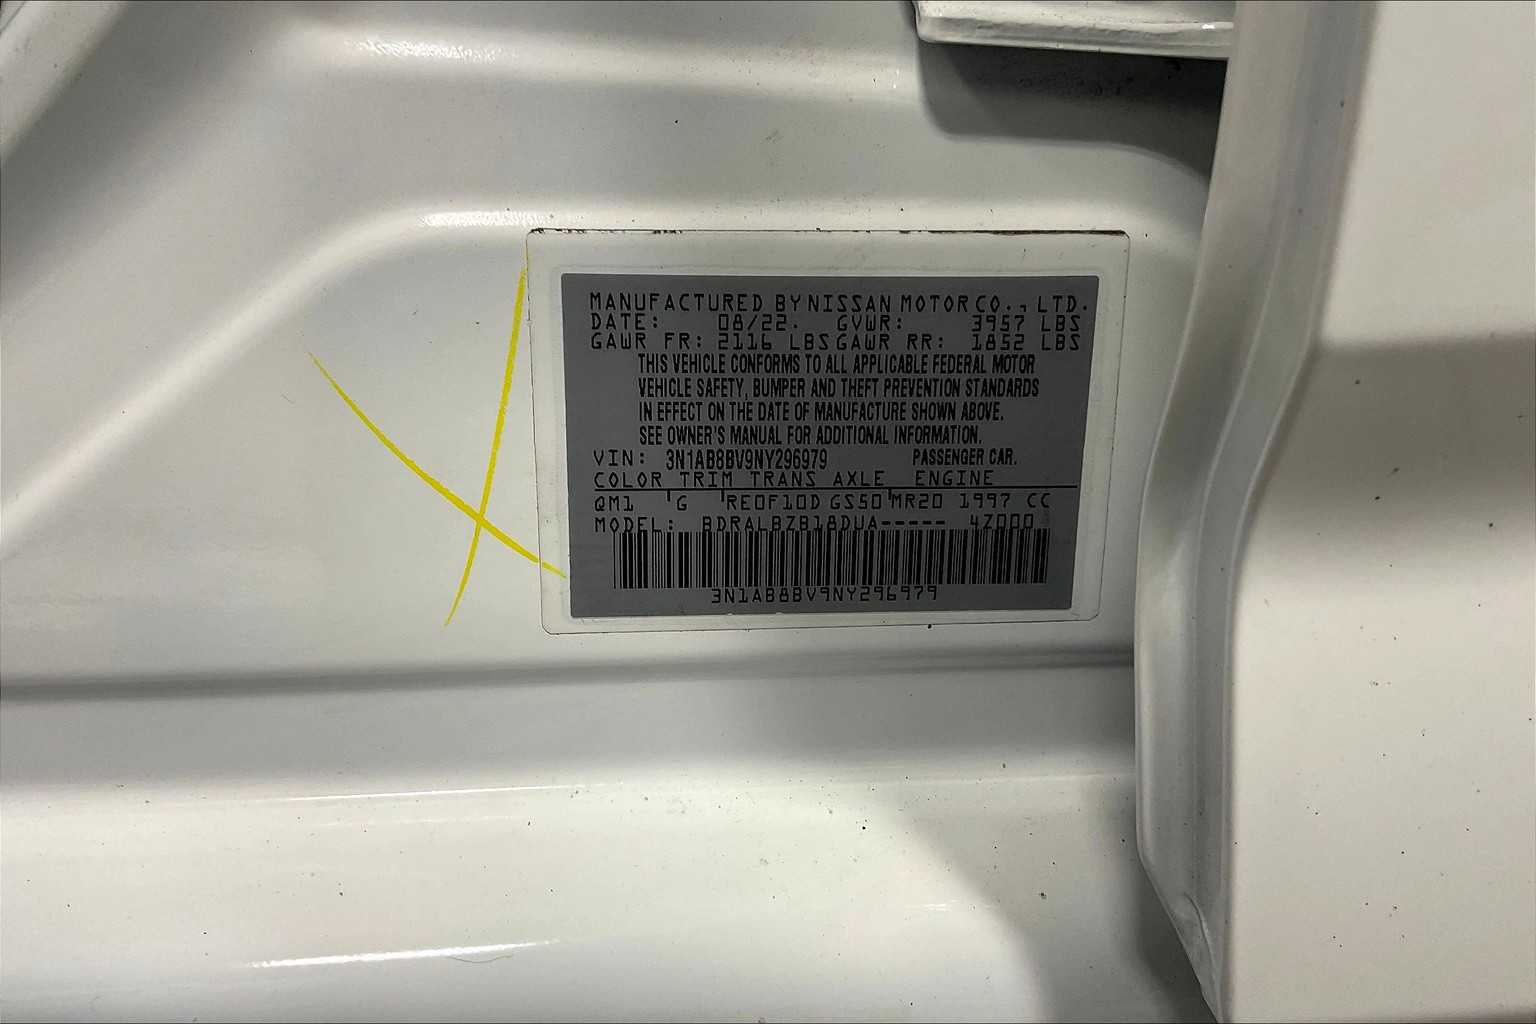 MANUFACTURED BY NISSAN MOTOR CO., LTD.
DATE: 08/22. GVWR: 3957 LBS
GAWR FR: 2116 LBS GAWR RR: 1852 LBS
THIS VEHICLE CONFORMS TO ALL APPLICABLE FEDERAL MOTOR
VEHICLE SAFETY, BUMPER AND THEFT PREVENTION STANDARDS
IN EFFECT ON THE DATE OF MANUFACTURE SHOWN ABOVE.
SEE OWNER'S MANUAL FOR ADDITIONAL INFORMATION.
VIN: 3N1AB8BV9NY296979 PASSENGER CAR.
COLOR TRIM TRANS AXLE ENGINE
QM1 G RE0F10D GS50 MR20 1997 CC
MODEL: BDRALBZB18DUA----- 4Z000
3N1AB8BV9NY296979